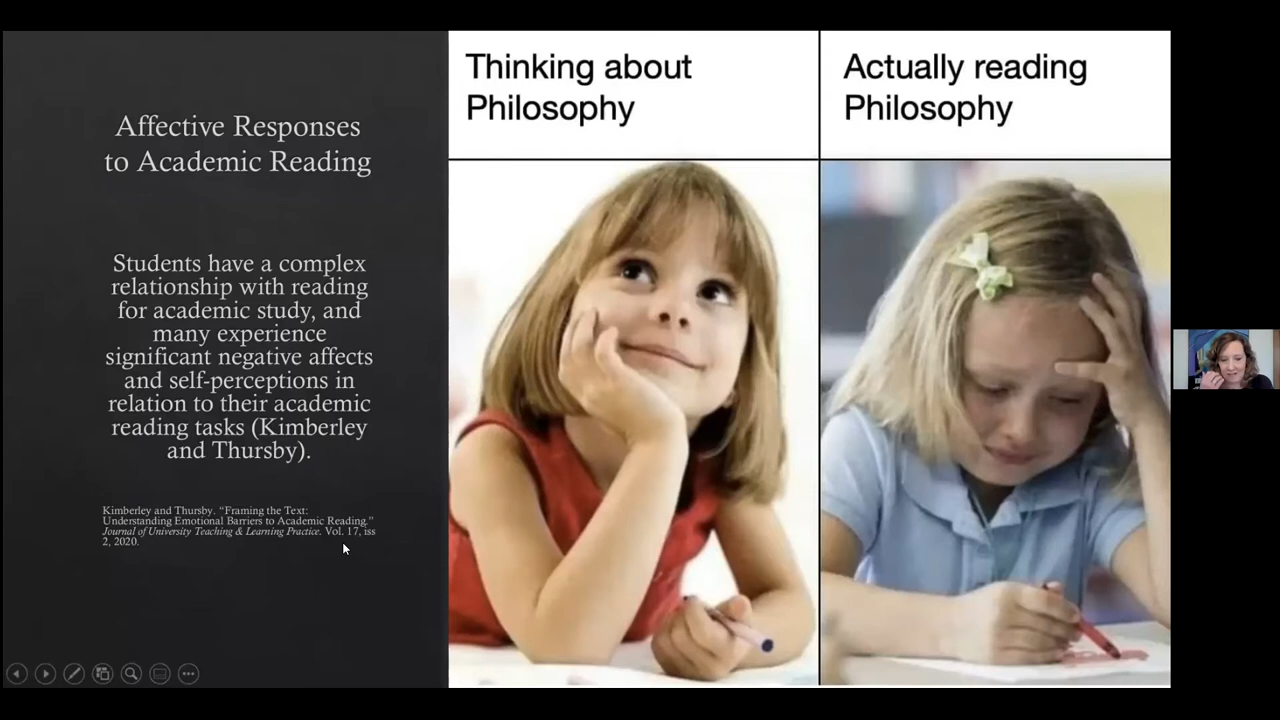 Affective Responses
to Academic Reading
Students have a complex
relationship with reading
for academic study, and
many experience
significant negative affects
and self-perceptions in
relation to their academic
reading tasks (Kimberley
and Thursby).
Kimberley and Thursby. “Framing the Text:
Understanding Emotional Barriers to Academic Reading.”
Journal of University Teaching & Learning Practice. Vol. 17, iss
2, 2020.
Thinking about
Philosophy
Actually reading
Philosophy